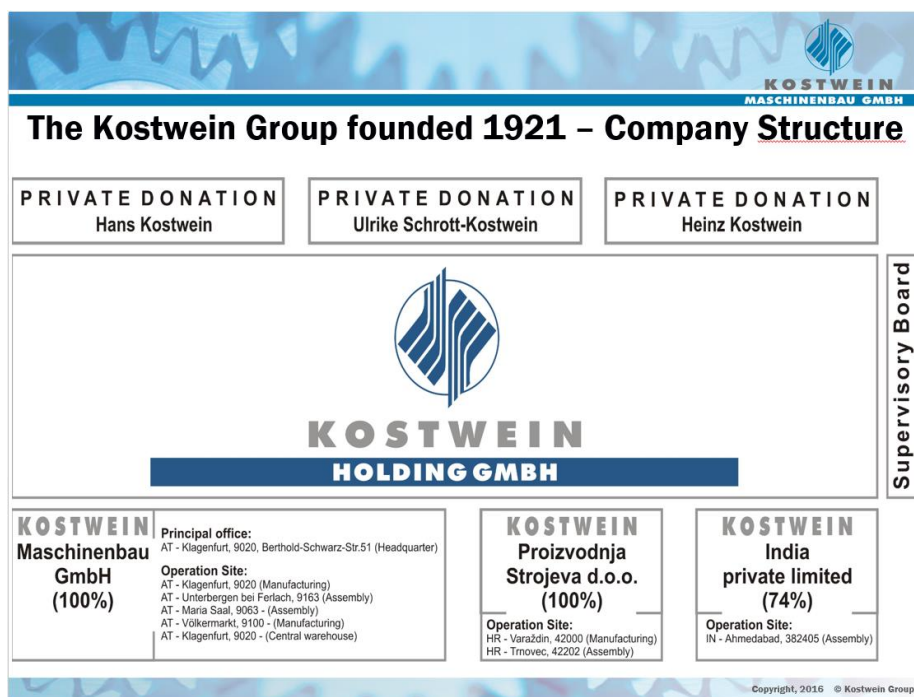 KOSTWEIN
MASCHINENBAU GMBH
The Kostwein Group founded 1921 – Company Structure
PRIVATE DONATION
Hans Kostwein
PRIVATE DONATION
Ulrike Schrott-Kostwein
PRIVATE DONATION
Heinz Kostwein
KOSTWEIN
HOLDING GMBH
Supervisory Board
KOSTWEIN
Maschinenbau
GmbH
(100%)
Principal office:
AT - Klagenfurt, 9020, Berthold-Schwarz-Str.51 (Headquarter)
Operation Site:
AT - Klagenfurt, 9020 (Manufacturing)
AT - Unterbergen bei Ferlach, 9163 (Assembly)
AT - Maria Saal, 9063 - (Assembly)
AT - Völkermarkt, 9100 - (Manufacturing)
AT - Klagenfurt, 9020 - (Central warehouse)
KOSTWEIN
Proizvodnja
Strojeva d.o.o.
(100%)
Operation Site:
HR - Varaždin, 42000 (Manufacturing)
HR - Trnovec, 42202 (Assembly)
KOSTWEIN
India
private limited
(74%)
Operation Site:
IN - Ahmedabad, 382405 (Assembly)
Copyright, 2016 © Kostwein Group